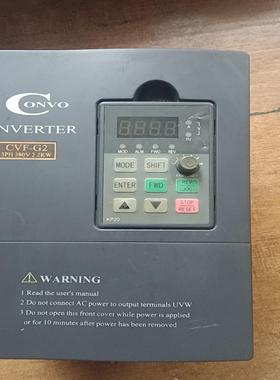 CONVO
NVERTER
CVF-G2
3PH 380V 2.2KW
MOD ALM FWD REV
MODE SHIFT
ENTER FWD REV/JOG
STOP
RESET
KP20
WARNING
1.Read the user's manual
2.Do not connect AC power to output terminals UVW
3.Do not open this front cover while power is applied
or for 10 minutes after power has been removed